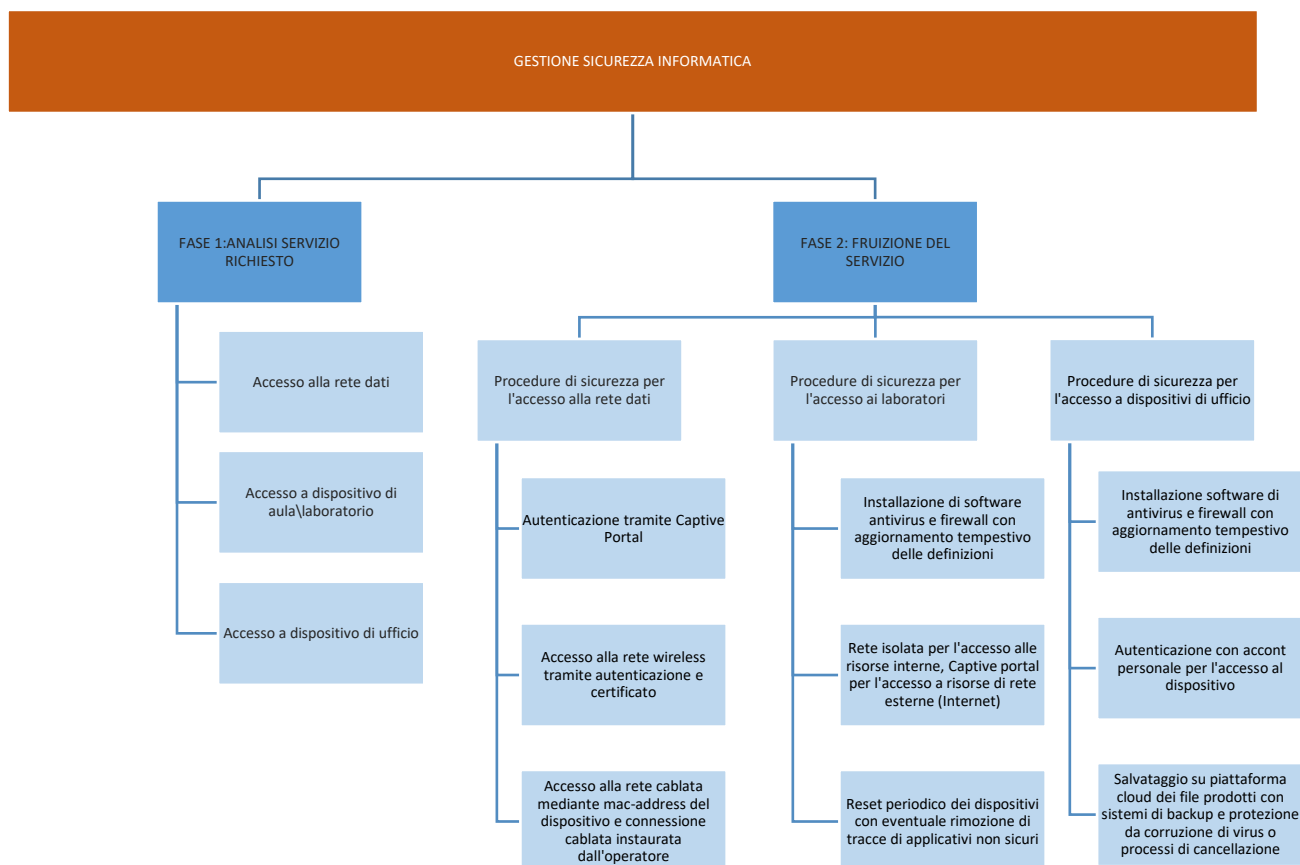 GESTIONE SICUREZZA INFORMATICA
FASE 1:ANALISI SERVIZIO
RICHIESTO
Accesso alla rete dati
Accesso a dispositivo di
aula\laboratorio
Accesso a dispositivo di ufficio
FASE 2: FRUIZIONE DEL
SERVIZIO
Procedure di sicurezza per
l'accesso alla rete dati
Autenticazione tramite Captive
Portal
Accesso alla rete wireless
tramite autenticazione e
certificato
Accesso alla rete cablata
mediante mac-address del
dispositivo e connessione
cablata instaurata
dall'operatore
Procedure di sicurezza per
l'accesso ai laboratori
Installazione di software
antivirus e firewall con
aggiornamento tempestivo
delle definizioni
Rete isolata per l'accesso alle
risorse interne, Captive portal
per l'accesso a risorse di rete
esterne (Internet)
Reset periodico dei dispositivi
con eventuale rimozione di
tracce di applicativi non sicuri
Procedure di sicurezza per
l'accesso a dispositivi di ufficio
Installazione software di
antivirus e firewall con
aggiornamento tempestivo
delle definizioni
Autenticazione con accont
personale per l'accesso al
dispositivo
Salvataggio su piattaforma
cloud dei file prodotti con
sistemi di backup e protezione
da corruzione di virus o
processi di cancellazione